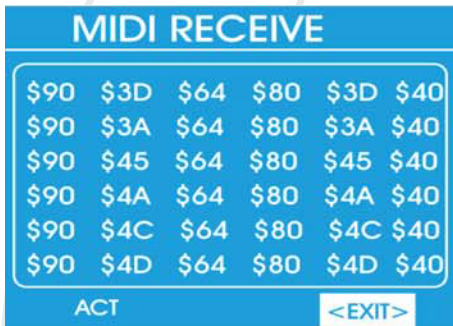 MIDI RECEIVE
$90 $3D $64 $80 $3D $40
$90 $3A $64 $80 $3A $40
$90 $45 $64 $80 $45 $40
$90 $4A $64 $80 $4A $40
$90 $4C $64 $80 $4C $40
$90 $4D $64 $80 $4D $40
ACT <EXIT>